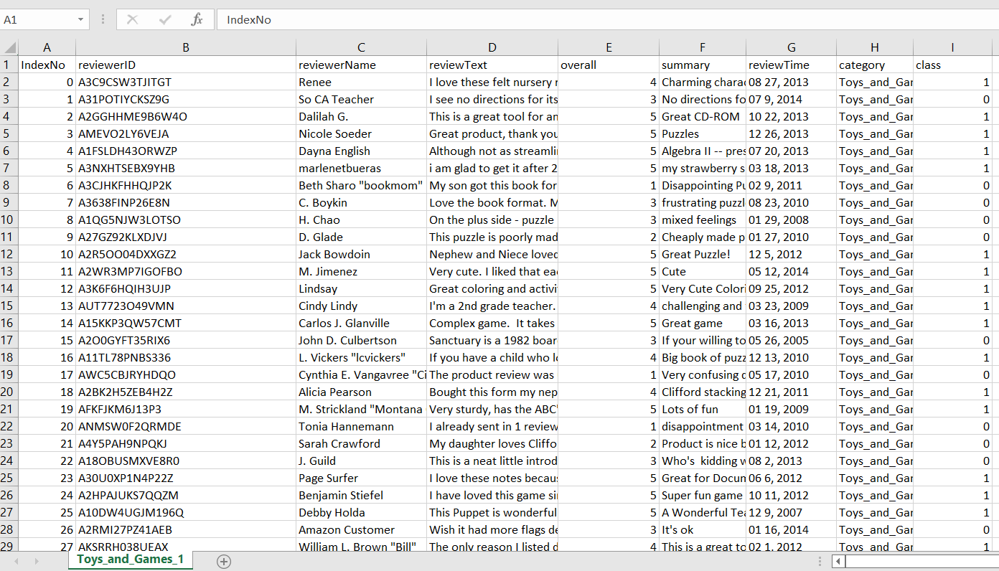 A1 fx IndexNo
A B C D E F G H I
1 IndexNo reviewerID reviewerName reviewText overall summary reviewTime category class
2 0 A3C9CSW3TJITGT Renee I love these felt nursery r 4 Charming charac 08 27, 2013 Toys_and_Gar 1
3 1 A31POTIYCKSZ9G So CA Teacher I see no directions for its 3 No directions fo 07 9, 2014 Toys_and_Gar 0
4 2 A2GGHHME9B6W4O Dalilah G. This is a great tool for an 5 Great CD-ROM 10 22, 2013 Toys_and_Gar 1
5 3 AMEVO2LY6VEJA Nicole Soeder Great product, thank you 5 Puzzles 12 26, 2013 Toys_and_Gar 1
6 4 A1FSLDH43ORWZP Dayna English Although not as streamli 5 Algebra II -- pres 07 20, 2013 Toys_and_Gar 1
7 5 A3NXHTSEBX9YHB marlenetbueras i am glad to get it after 2 5 my strawberry s 03 18, 2013 Toys_and_Gar 1
8 6 A3CJHKFHHQJP2K Beth Sharo "bookmom" My son got this book for 1 Disappointing Pu 02 9, 2011 Toys_and_Gar 0
9 7 A3638FINP26E8N C. Boykin Love the book format. M 3 frustrating puzzl 08 23, 2010 Toys_and_Gar 0
10 8 A1QG5NJW3LOTSO H. Chao On the plus side - puzzle 3 mixed feelings 01 29, 2008 Toys_and_Gar 0
11 9 A27GZ92KLXDJVJ D. Glade This puzzle is poorly mad 2 Cheaply made p 01 27, 2010 Toys_and_Gar 0
12 10 A2R5OO04DXXGZ2 Jack Bowdoin Nephew and Niece loved 5 Great Puzzle! 12 5, 2012 Toys_and_Gar 1
13 11 A2WR3MP7IGOFBO M. Jimenez Very cute. I liked that eac 5 Cute 05 12, 2014 Toys_and_Gar 1
14 12 A3K6F6HQIH3UJP Lindsay Great coloring and activi 5 Very Cute Colori 09 25, 2012 Toys_and_Gar 1
15 13 AUT7723O49VMN Cindy Lindy I'm a 2nd grade teacher. 4 challenging and 03 23, 2009 Toys_and_Gar 1
16 14 A15KKP3QW57CMT Carlos J. Glanville Complex game. It takes 5 Great game 03 16, 2013 Toys_and_Gar 1
17 15 A2O0GYFT35RIX6 John D. Culbertson Sanctuary is a 1982 boar 3 If your willing to 05 26, 2005 Toys_and_Gar 0
18 16 A11TL78PNBS336 L. Vickers "lcvickers" If you have a child who lo 4 Big book of puzz 12 13, 2010 Toys_and_Gar 1
19 17 AWC5CBJRYHDQO Cynthia E. Vangavree "Ci The product review was 1 Very confusing d 05 17, 2010 Toys_and_Gar 0
20 18 A2BK2H5ZEB4H2Z Alicia Pearson Bought this form my nep 4 Clifford stacking 12 21, 2011 Toys_and_Gar 1
21 19 AFKFJKM6J13P3 M. Strickland "Montana Very sturdy, has the ABC' 5 Lots of fun 01 19, 2009 Toys_and_Gar 1
22 20 ANMSW0F2QRMDE Tonia Hannemann I already sent in 1 review 1 disappointment 03 14, 2010 Toys_and_Gar 0
23 21 A4Y5PAH9NPQKJ Sarah Crawford My daughter loves Cliffo 2 Product is nice b 01 12, 2012 Toys_and_Gar 0
24 22 A18OBUSMXVE8R0 J. Guild This is a neat little introd 3 Who's kidding w 08 2, 2013 Toys_and_Gar 0
25 23 A30U0XP1N4P22Z Page Surfer I love these notes becau 5 Great for Docun 06 6, 2012 Toys_and_Gar 1
26 24 A2HPAJUKS7QQZM Benjamin Stiefel I have loved this game si 5 Super fun game 10 11, 2012 Toys_and_Gar 1
27 25 A10DW4UGJM196Q Debby Holda This Puppet is wonderful 5 A Wonderful Tea 12 9, 2007 Toys_and_Gar 1
28 26 A2RMI27PZ41AEB Amazon Customer Wish it had more flags de 3 It's ok 01 16, 2014 Toys_and_Gar 0
29 27 AKSRRH038UEAX William L. Brown "Bill" The only reason I listed d 4 This is a great to 02 1, 2012 Toys_and_Gar 1
Toys_and_Games_1